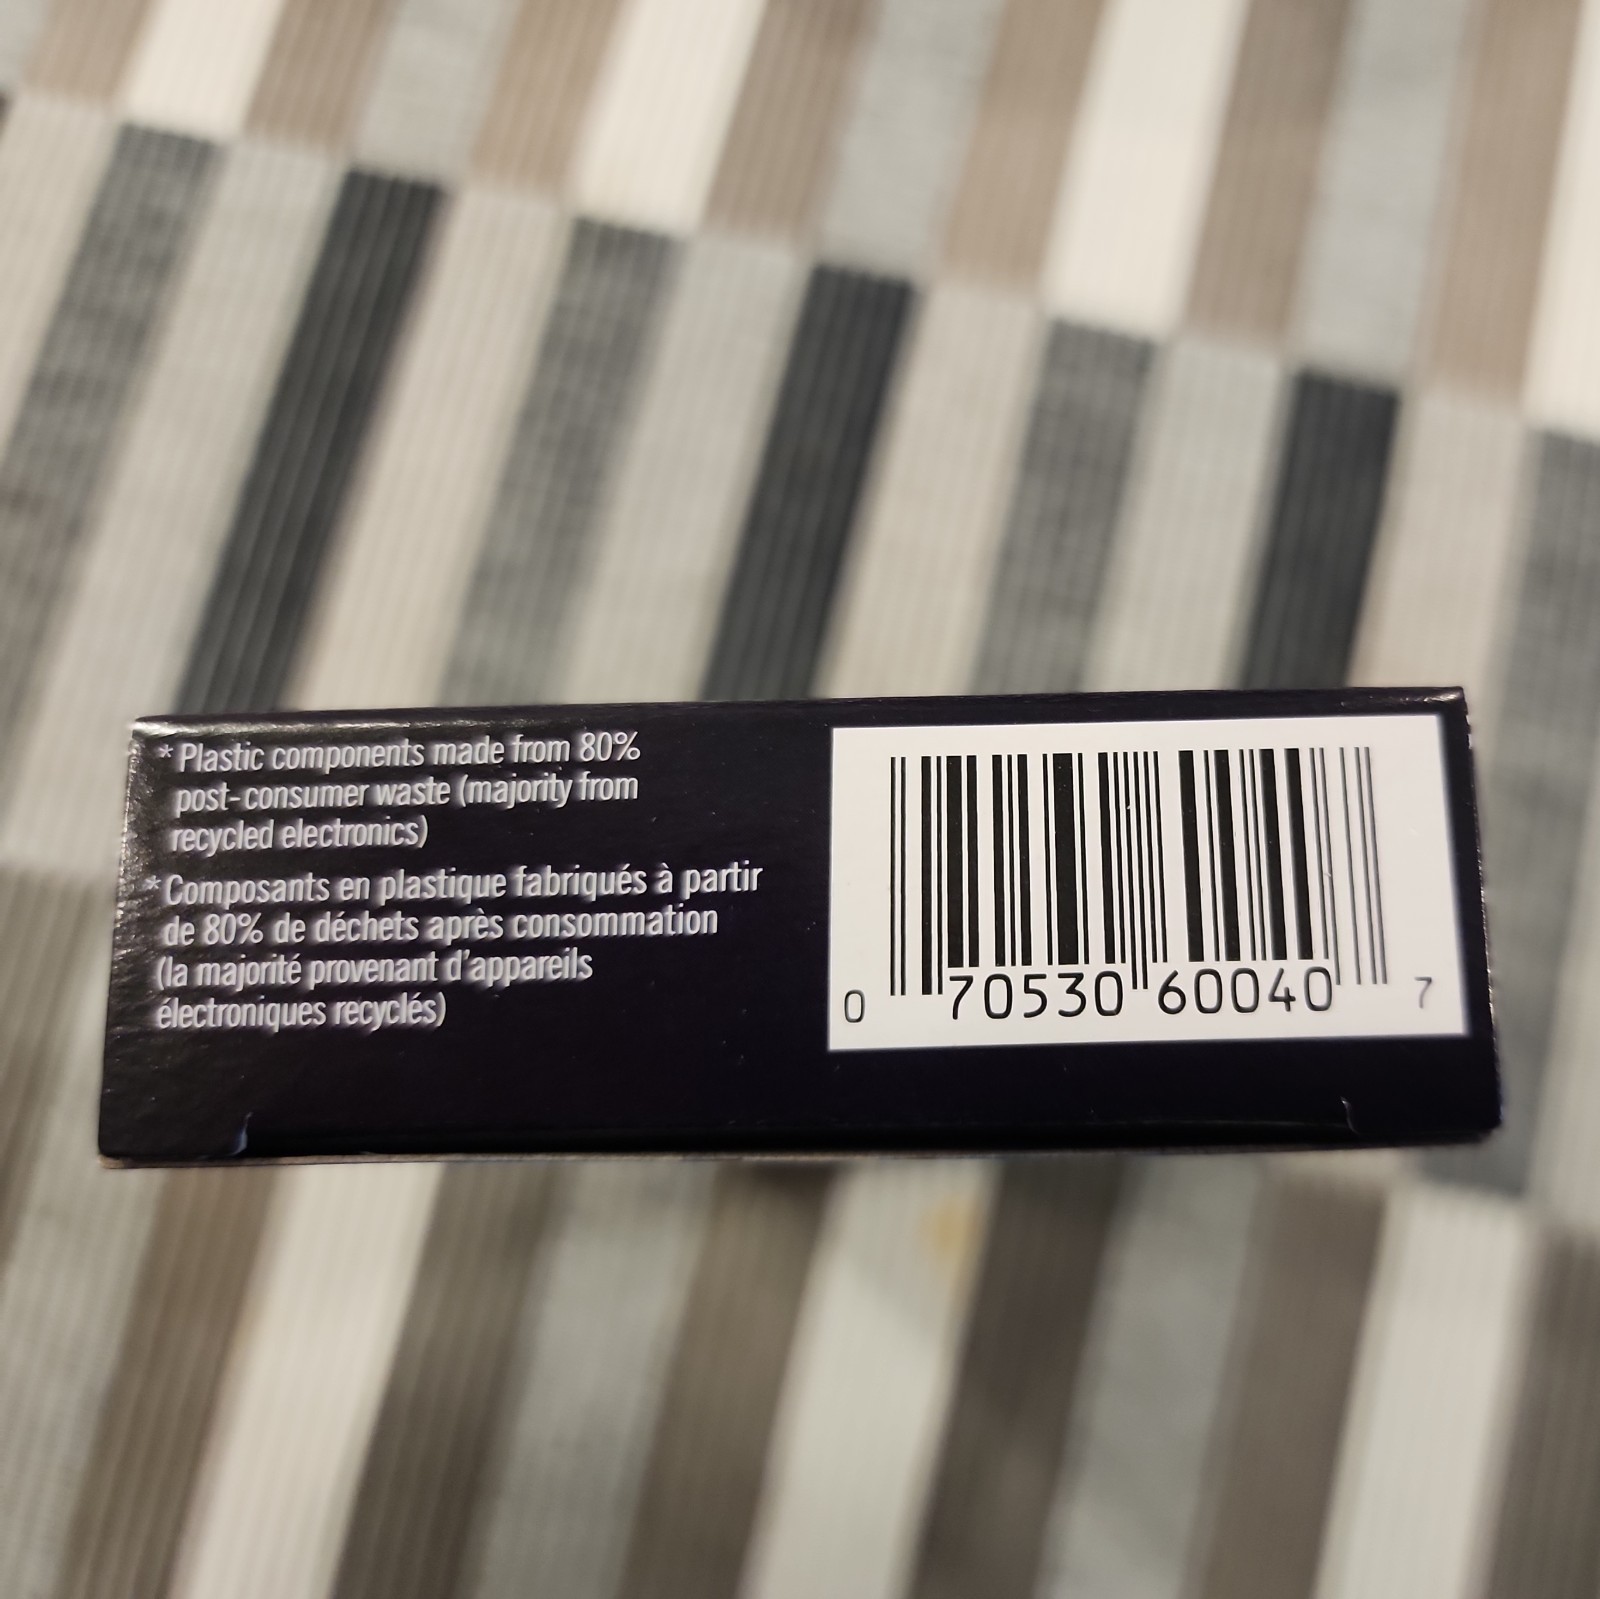 * Plastic components made from 80%
post-consumer waste (majority from
recycled electronics)
* Composants en plastique fabriqués à partir
de 80% de déchets après consommation
(la majorité provenant d'appareils
électroniques recyclés)
0 70530 60040 7